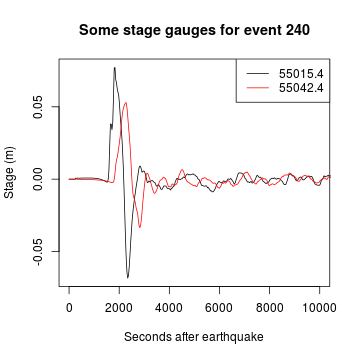 Some stage gauges for event 240
55015.4
55042.4
Stage (m)
0.05
0.00
-0.05
0 2000 4000 6000 8000 10000
Seconds after earthquake